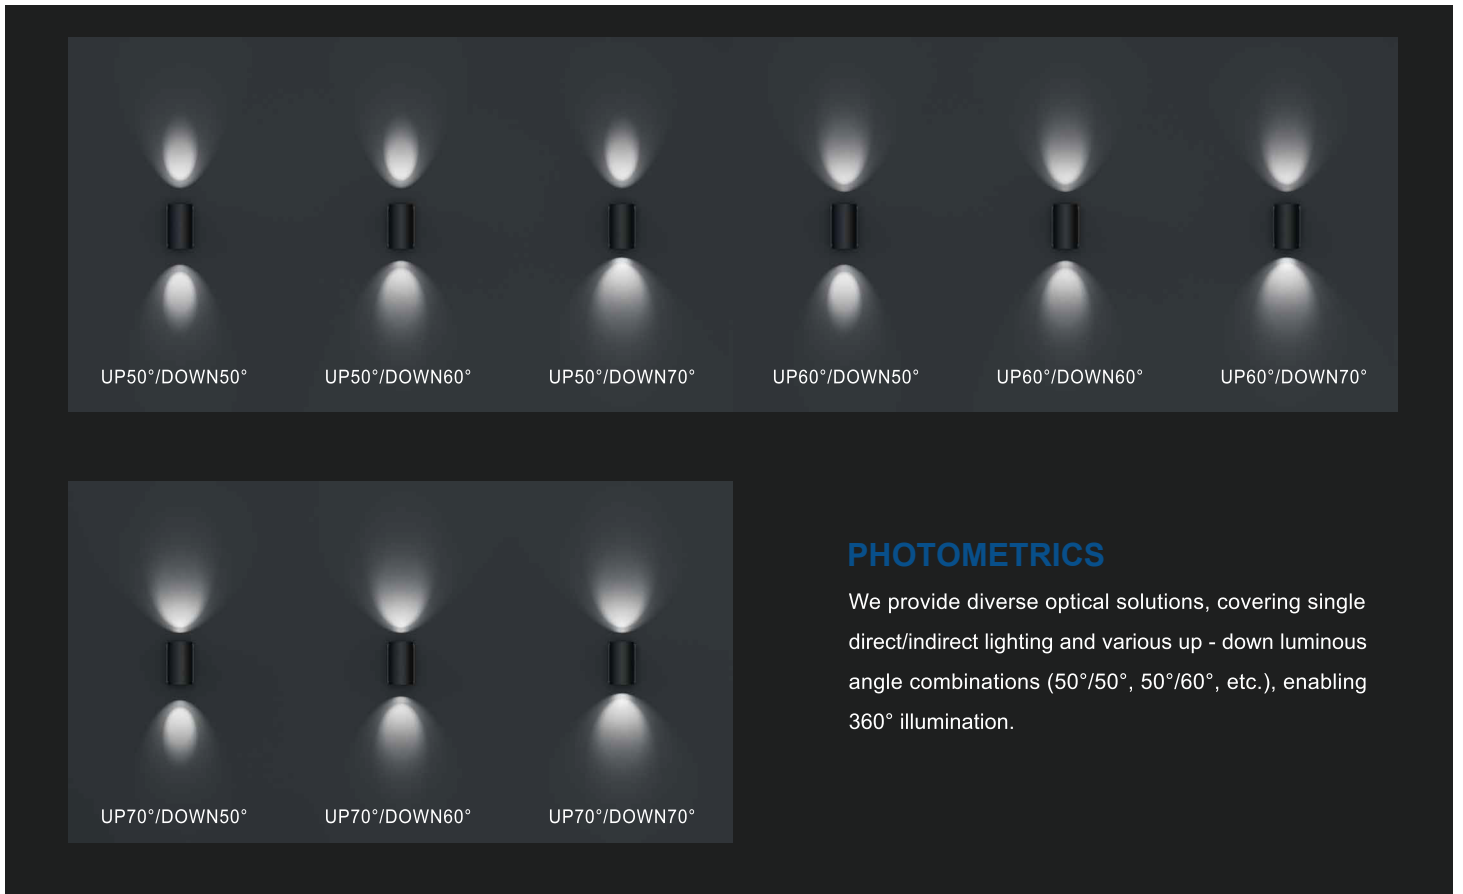 UP50°/DOWN50°
UP50°/DOWN60°
UP50°/DOWN70°
UP60°/DOWN50°
UP60°/DOWN60°
UP60°/DOWN70°
UP70°/DOWN50°
UP70°/DOWN60°
UP70°/DOWN70°
PHOTOMETRICS
We provide diverse optical solutions, covering single
direct/indirect lighting and various up - down luminous
angle combinations (50°/50°, 50°/60°, etc.), enabling
360° illumination.